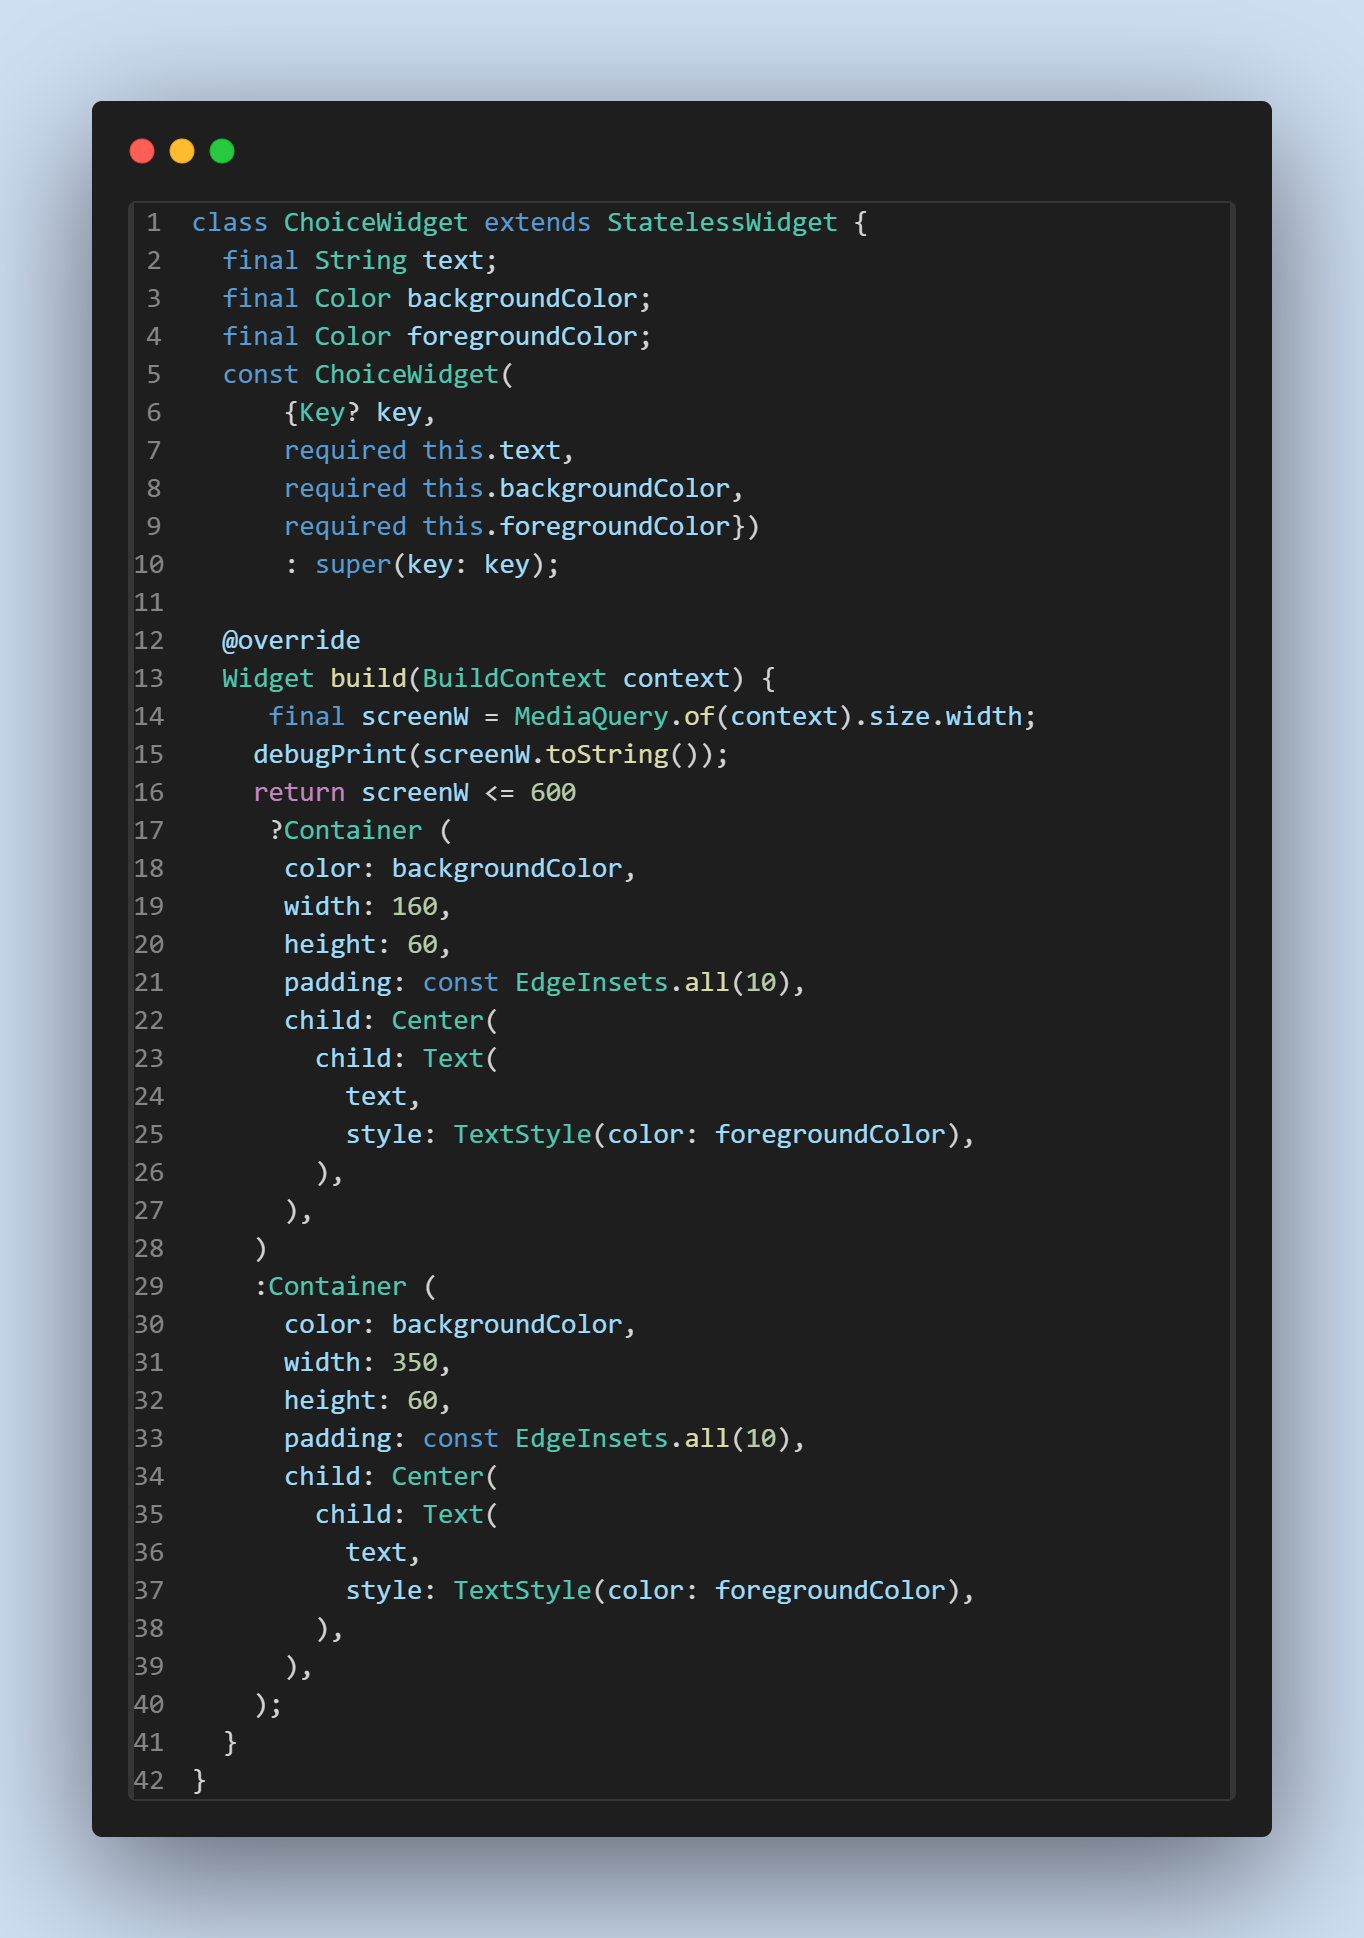 1 class ChoiceWidget extends StatelessWidget {
2   final String text;
3   final Color backgroundColor;
4   final Color foregroundColor;
5   const ChoiceWidget(
6       {Key? key,
7       required this.text,
8       required this.backgroundColor,
9       required this.foregroundColor})
10       : super(key: key);
11
12   @override
13   Widget build(BuildContext context) {
14      final screenW = MediaQuery.of(context).size.width;
15     debugPrint(screenW.toString());
16     return screenW <= 600
17      ?Container (
18       color: backgroundColor,
19       width: 160,
20       height: 60,
21       padding: const EdgeInsets.all(10),
22       child: Center(
23         child: Text(
24           text,
25           style: TextStyle(color: foregroundColor),
26         ),
27       ),
28     )
29     :Container (
30       color: backgroundColor,
31       width: 350,
32       height: 60,
33       padding: const EdgeInsets.all(10),
34       child: Center(
35         child: Text(
36           text,
37           style: TextStyle(color: foregroundColor),
38         ),
39       ),
40     );
41   }
42 }